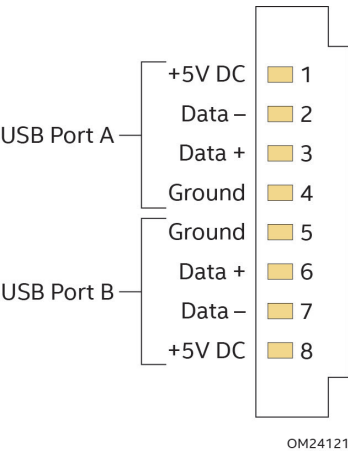 +5V DC 1
Data – 2
USB Port A
Data + 3
Ground 4
Ground 5
Data + 6
USB Port B
Data – 7
+5V DC 8
OM24121